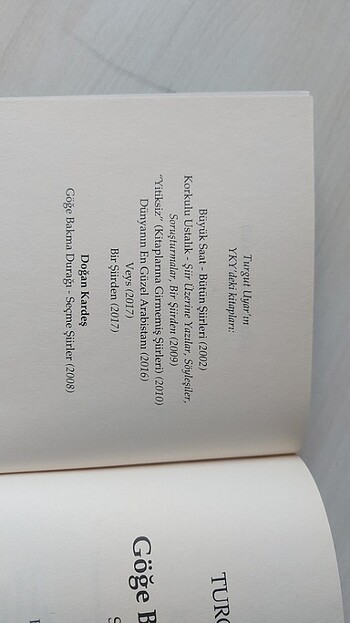 Turgut Uyar'ın
YKY'deki kitapları:
Büyük Saat - Bütün Şiirleri (2002)
Korkulu Ustalık - Şiir Üzerine Yazılar, Söyleşiler,
Soruşturmalar, Bir Şiirden (2009)
"Yitiksiz" (Kitaplarına Girmemiş Şiirleri) (2010)
Dünyanın En Güzel Arabistanı (2016)
Veys (2017)
Bir Şiirden (2017)
Doğan Kardeş
Göğe Bakma Durağı - Seçme Şiirler (2008)
TURG
Göğe B